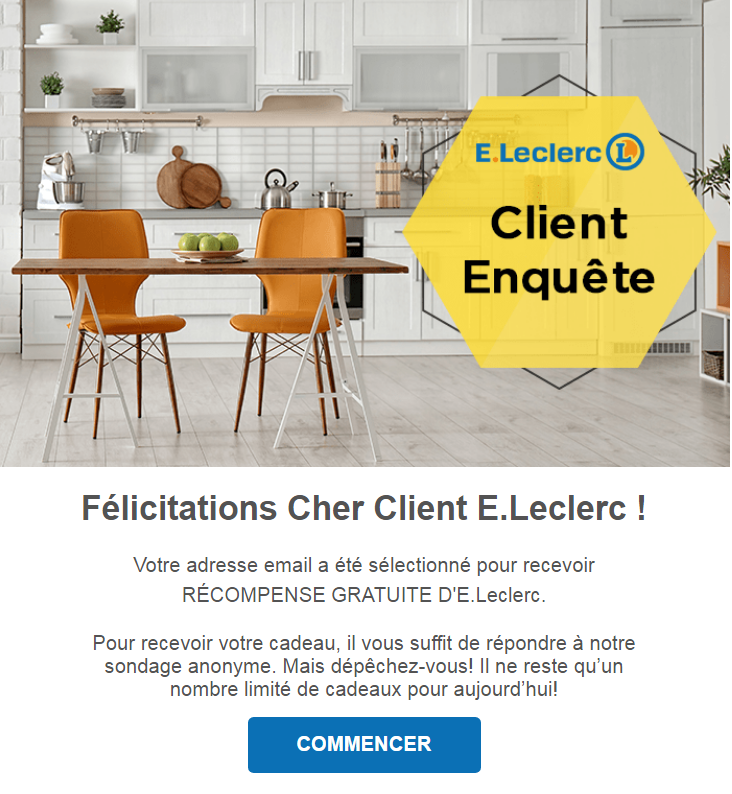 E.Leclerc L
Client
Enquête
Félicitations Cher Client E.Leclerc !
Votre adresse email a été sélectionné pour recevoir
RÉCOMPENSE GRATUITE D'E.Leclerc.
Pour recevoir votre cadeau, il vous suffit de répondre à notre
sondage anonyme. Mais dépêchez-vous! Il ne reste qu’un
nombre limité de cadeaux pour aujourd’hui!
COMMENCER